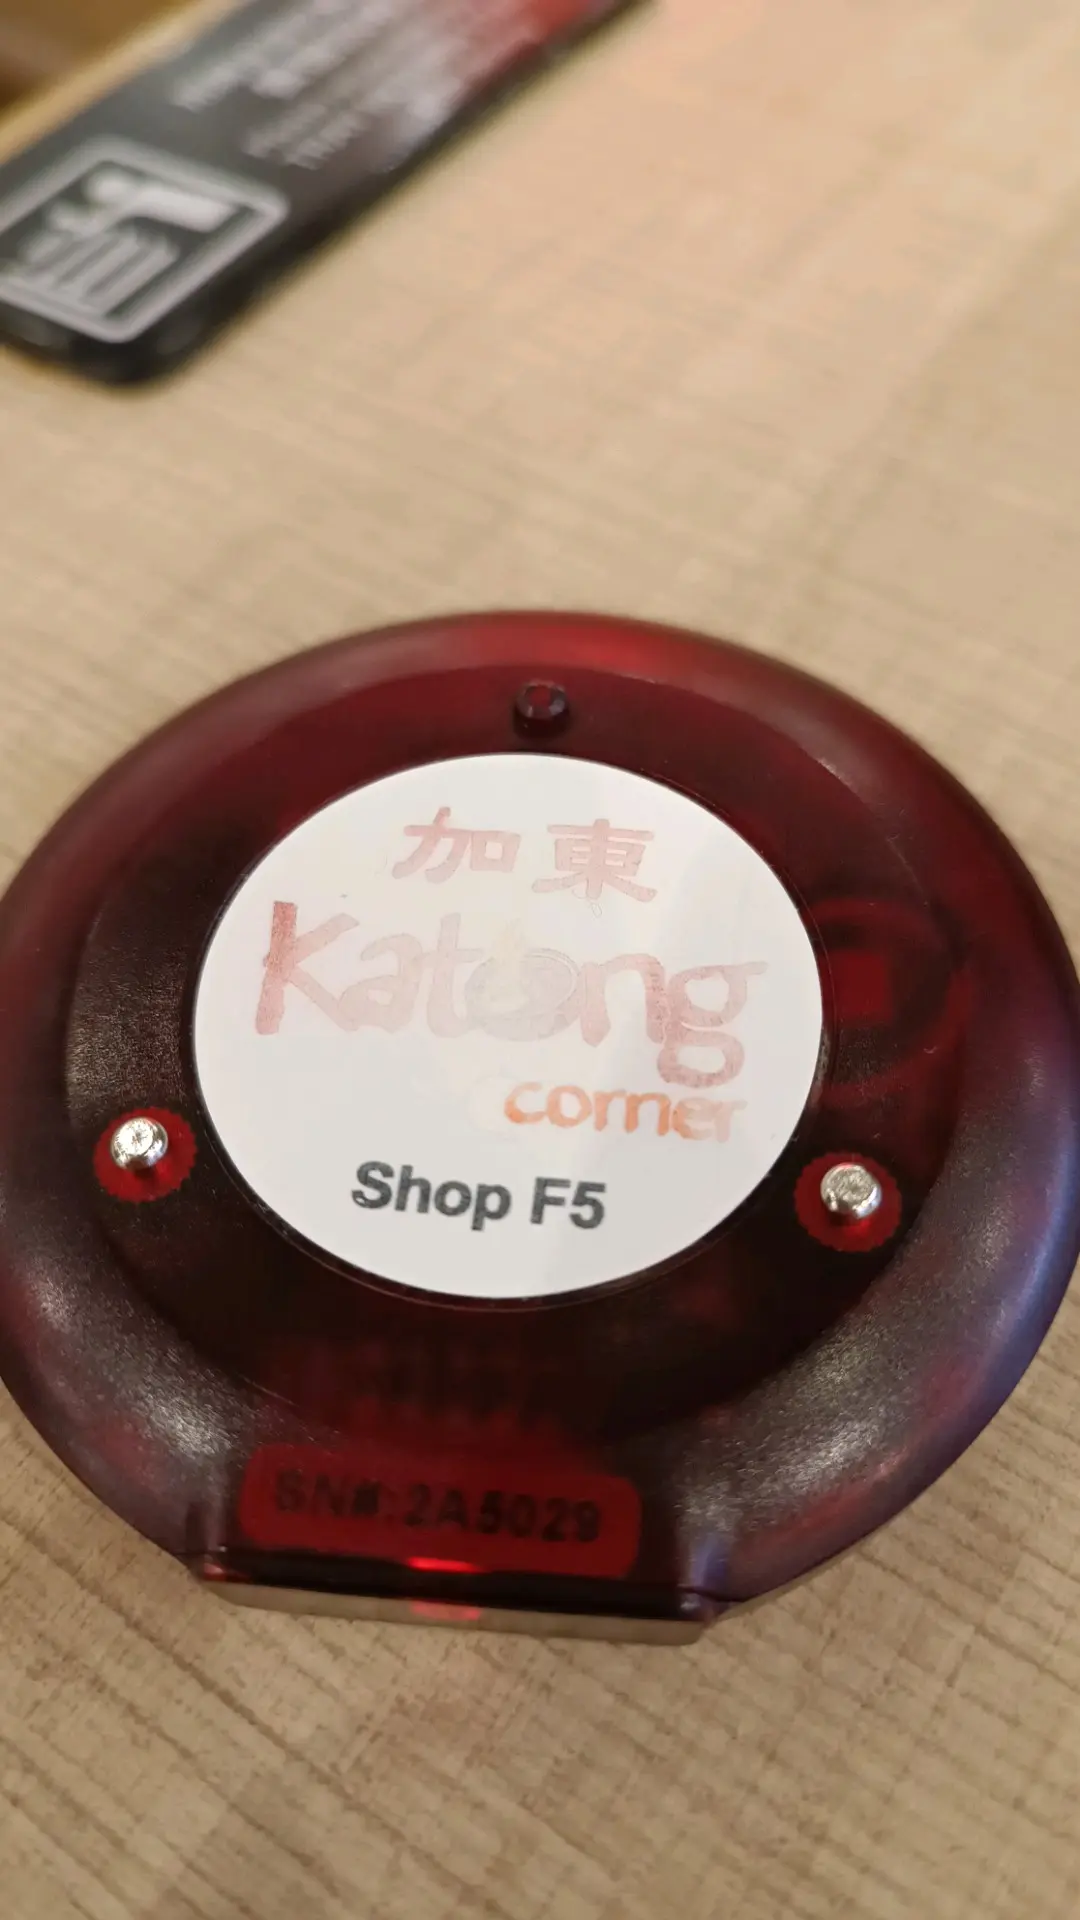 加東
Katong
corner
Shop F5
SN#:2A5029